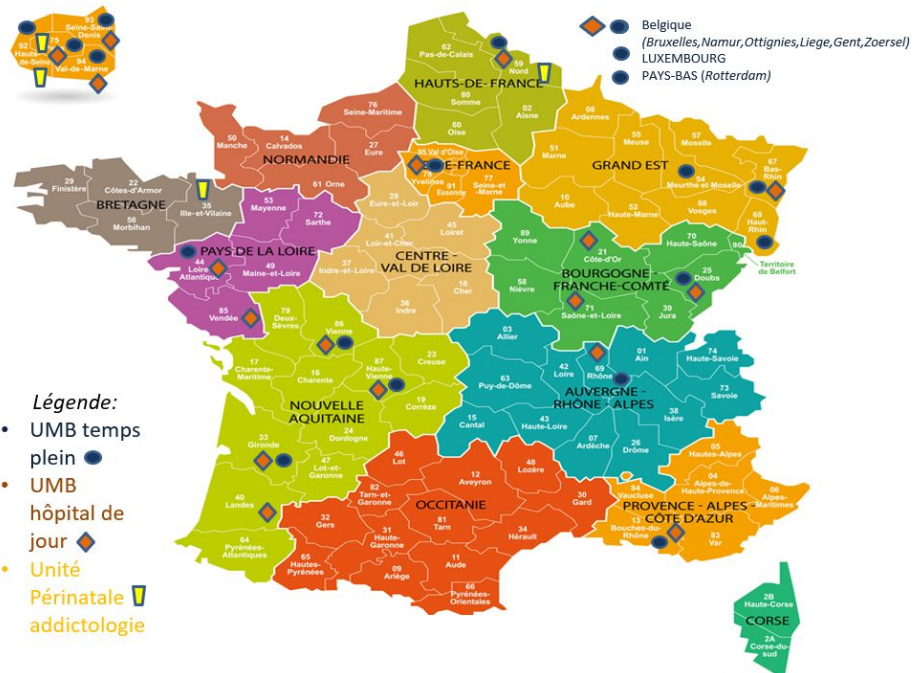 93
Seine-Saint-
Denis
92
Hauts-
de-Seine
75
94
Val-de-Marne
Belgique
(Bruxelles,Namur,Ottignies,Liege,Gent,Zoersel)
LUXEMBOURG
PAYS-BAS (Rotterdam)
62
Pas-de-Calais
59
Nord
HAUTS-DE-FRANCE
80
Somme
02
Aisne
60
Oise
76
Seine-Maritime
50
Manche
14
Calvados
27
Eure
NORMANDIE
61 Orne
08
Ardennes
51
Marne
55
Meuse
57
Moselle
67
Bas-
Rhin
GRAND EST
54
Meurthe et Moselle
10
Aube
52
Haute-Marne
88
Vosges
68
Haut-
Rhin
95 Val d'Oise
E-FRANCE
78
Yvelines
91
Essonne
77
Seine-et-
Marne
29
Finistère
22
Côtes-d'Armor
BRETAGNE
35
Ille-et-Vilaine
56
Morbihan
53
Mayenne
72
Sarthe
PAYS DE LA LOIRE
44
Loire
Atlantique
49
Maine-et-Loire
85
Vendée
28
Eure-et-Loir
45
Loiret
41
Loir-et-Cher
CENTRE -
VAL DE LOIRE
37
Indre-et-Loire
18
Cher
36
Indre
89
Yonne
21
Côte-d'Or
70
Haute-Saône
90
Territoire
de Belfort
BOURGOGNE -
FRANCHE-COMTÉ
25
Doubs
58
Nièvre
71
Saône-et-Loire
39
Jura
79
Deux-
Sèvres
86
Vienne
17
Charente-
Maritime
16
Charente
87
Haute-
Vienne
23
Creuse
NOUVELLE
AQUITAINE
19
Corrèze
24
Dordogne
33
Gironde
47
Lot-et-
Garonne
40
Landes
64
Pyrénées-
Atlantiques
03
Allier
63
Puy-de-Dôme
42
Loire
69
Rhône
01
Ain
74
Haute-Savoie
73
Savoie
AUVERGNE -
RHÔNE - ALPES
38
Isère
15
Cantal
43
Haute-Loire
07
Ardèche
26
Drôme
46
Lot
12
Aveyron
48
Lozère
30
Gard
82
Tarn-et-
Garonne
OCCITANIE
32
Gers
81
Tarn
31
Haute-
Garonne
34
Hérault
65
Hautes-
Pyrénées
09
Ariège
11
Aude
66
Pyrénées-
Orientales
05
Hautes-Alpes
04
Alpes-de-
Haute-Provence
06
Alpes-
Maritimes
84
Vaucluse
PROVENCE - ALPES -
CÔTE D'AZUR
13
Bouches-du-
Rhône
83
Var
2B
Haute-Corse
CORSE
2A
Corse-du-
sud
Légende:
• UMB temps
plein
• UMB
hôpital de
jour
• Unité
Périnatale
addictologie